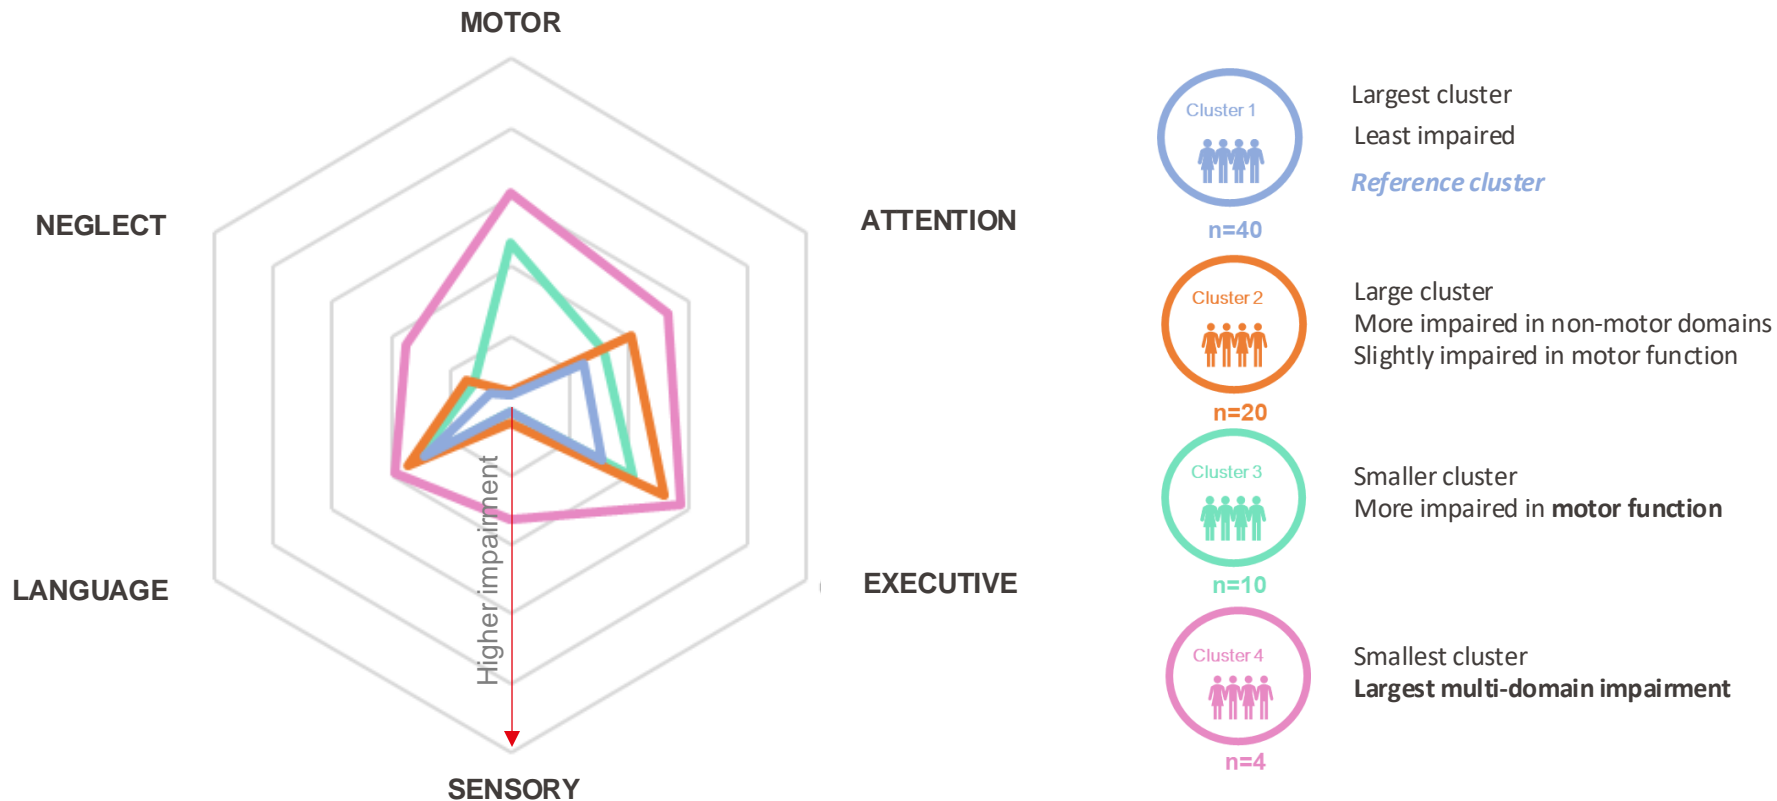 MOTOR
NEGLECT
ATTENTION
LANGUAGE
EXECUTIVE
SENSORY
Higher impairment
Cluster 1
n=40
Largest cluster
Least impaired
Reference cluster
Cluster 2
n=20
Large cluster
More impaired in non-motor domains
Slightly impaired in motor function
Cluster 3
n=10
Smaller cluster
More impaired in motor function
Cluster 4
n=4
Smallest cluster
Largest multi-domain impairment